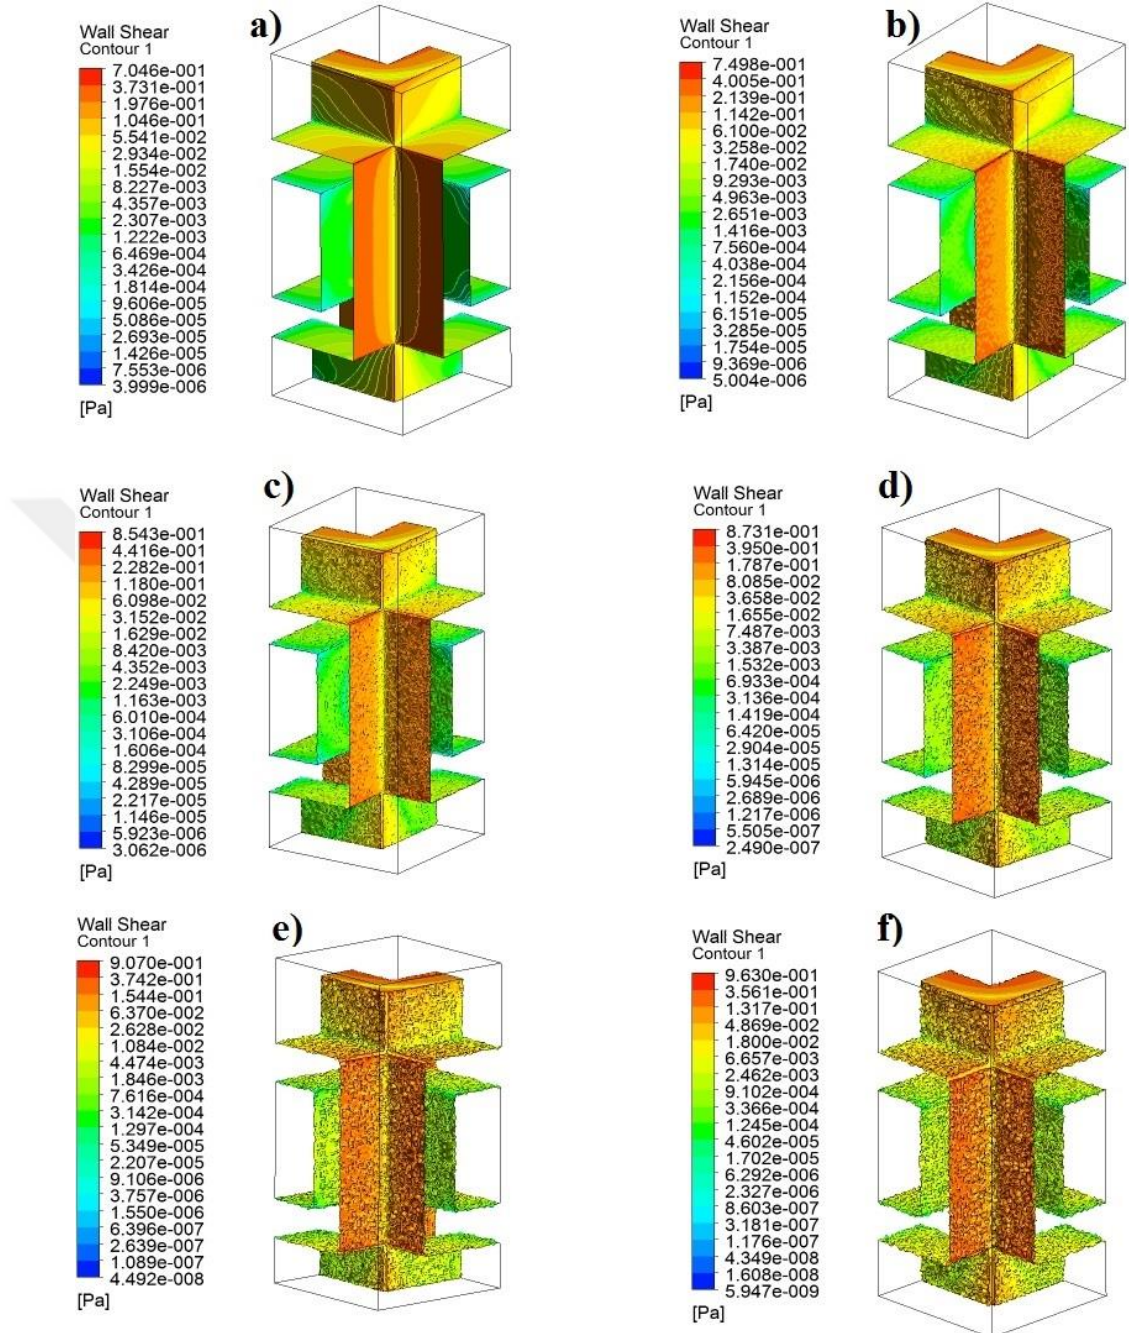 a)
Wall Shear
Contour 1
7.046e-001
3.731e-001
1.976e-001
1.046e-001
5.541e-002
2.934e-002
1.554e-002
8.227e-003
4.357e-003
2.307e-003
1.222e-003
6.469e-004
3.426e-004
1.814e-004
9.606e-005
5.086e-005
2.693e-005
1.426e-005
7.553e-006
3.999e-006
[Pa]
b)
Wall Shear
Contour 1
7.498e-001
4.005e-001
2.139e-001
1.142e-001
6.100e-002
3.258e-002
1.740e-002
9.293e-003
4.963e-003
2.651e-003
1.416e-003
7.560e-004
4.038e-004
2.156e-004
1.152e-004
6.151e-005
3.285e-005
1.754e-005
9.369e-006
5.004e-006
[Pa]
c)
Wall Shear
Contour 1
8.543e-001
4.416e-001
2.282e-001
1.180e-001
6.098e-002
3.152e-002
1.629e-002
8.420e-003
4.352e-003
2.249e-003
1.163e-003
6.010e-004
3.106e-004
1.606e-004
8.299e-005
4.289e-005
2.217e-005
1.146e-005
5.923e-006
3.062e-006
[Pa]
d)
Wall Shear
Contour 1
8.731e-001
3.950e-001
1.787e-001
8.085e-002
3.658e-002
1.655e-002
7.487e-003
3.387e-003
1.532e-003
6.933e-004
3.136e-004
1.419e-004
6.420e-005
2.904e-005
1.314e-005
5.945e-006
2.689e-006
1.217e-006
5.505e-007
2.490e-007
[Pa]
e)
Wall Shear
Contour 1
9.070e-001
3.742e-001
1.544e-001
6.370e-002
2.628e-002
1.084e-002
4.474e-003
1.846e-003
7.616e-004
3.142e-004
1.297e-004
5.349e-005
2.207e-005
9.106e-006
3.757e-006
1.550e-006
6.396e-007
2.639e-007
1.089e-007
4.492e-008
[Pa]
f)
Wall Shear
Contour 1
9.630e-001
3.561e-001
1.317e-001
4.869e-002
1.800e-002
6.657e-003
2.462e-003
9.102e-004
3.366e-004
1.245e-004
4.602e-005
1.702e-005
6.292e-006
2.327e-006
8.603e-007
3.181e-007
1.176e-007
4.349e-008
1.608e-008
5.947e-009
[Pa]